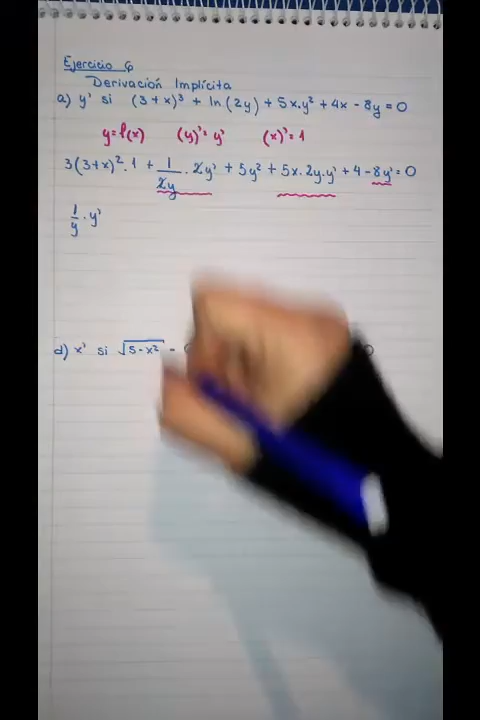 Ejercicio 6
Derivación Implícita
a) y' si (3+x)³ + ln(2y) + 5x.y² + 4x - 8y = 0
y=f(x) (y)'= y' (x)'= 1
3(3+x)².1 + 1/2y . 2y' + 5y² + 5x.2y.y' + 4 - 8y' = 0
1/y . y'
d) x' si √5-x² -